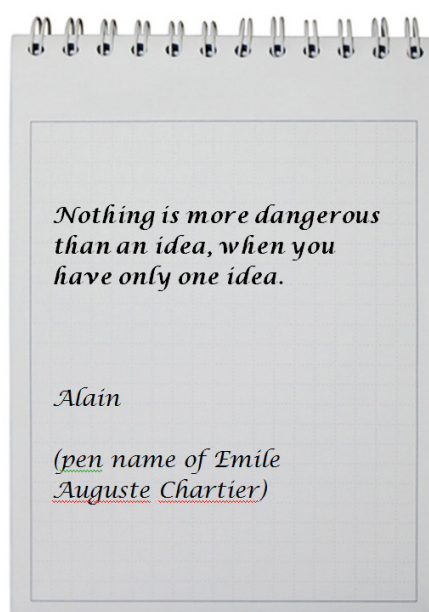 Nothing is more dangerous
than an idea, when you
have only one idea.
Alain
(pen name of Emile
Auguste Chartier)